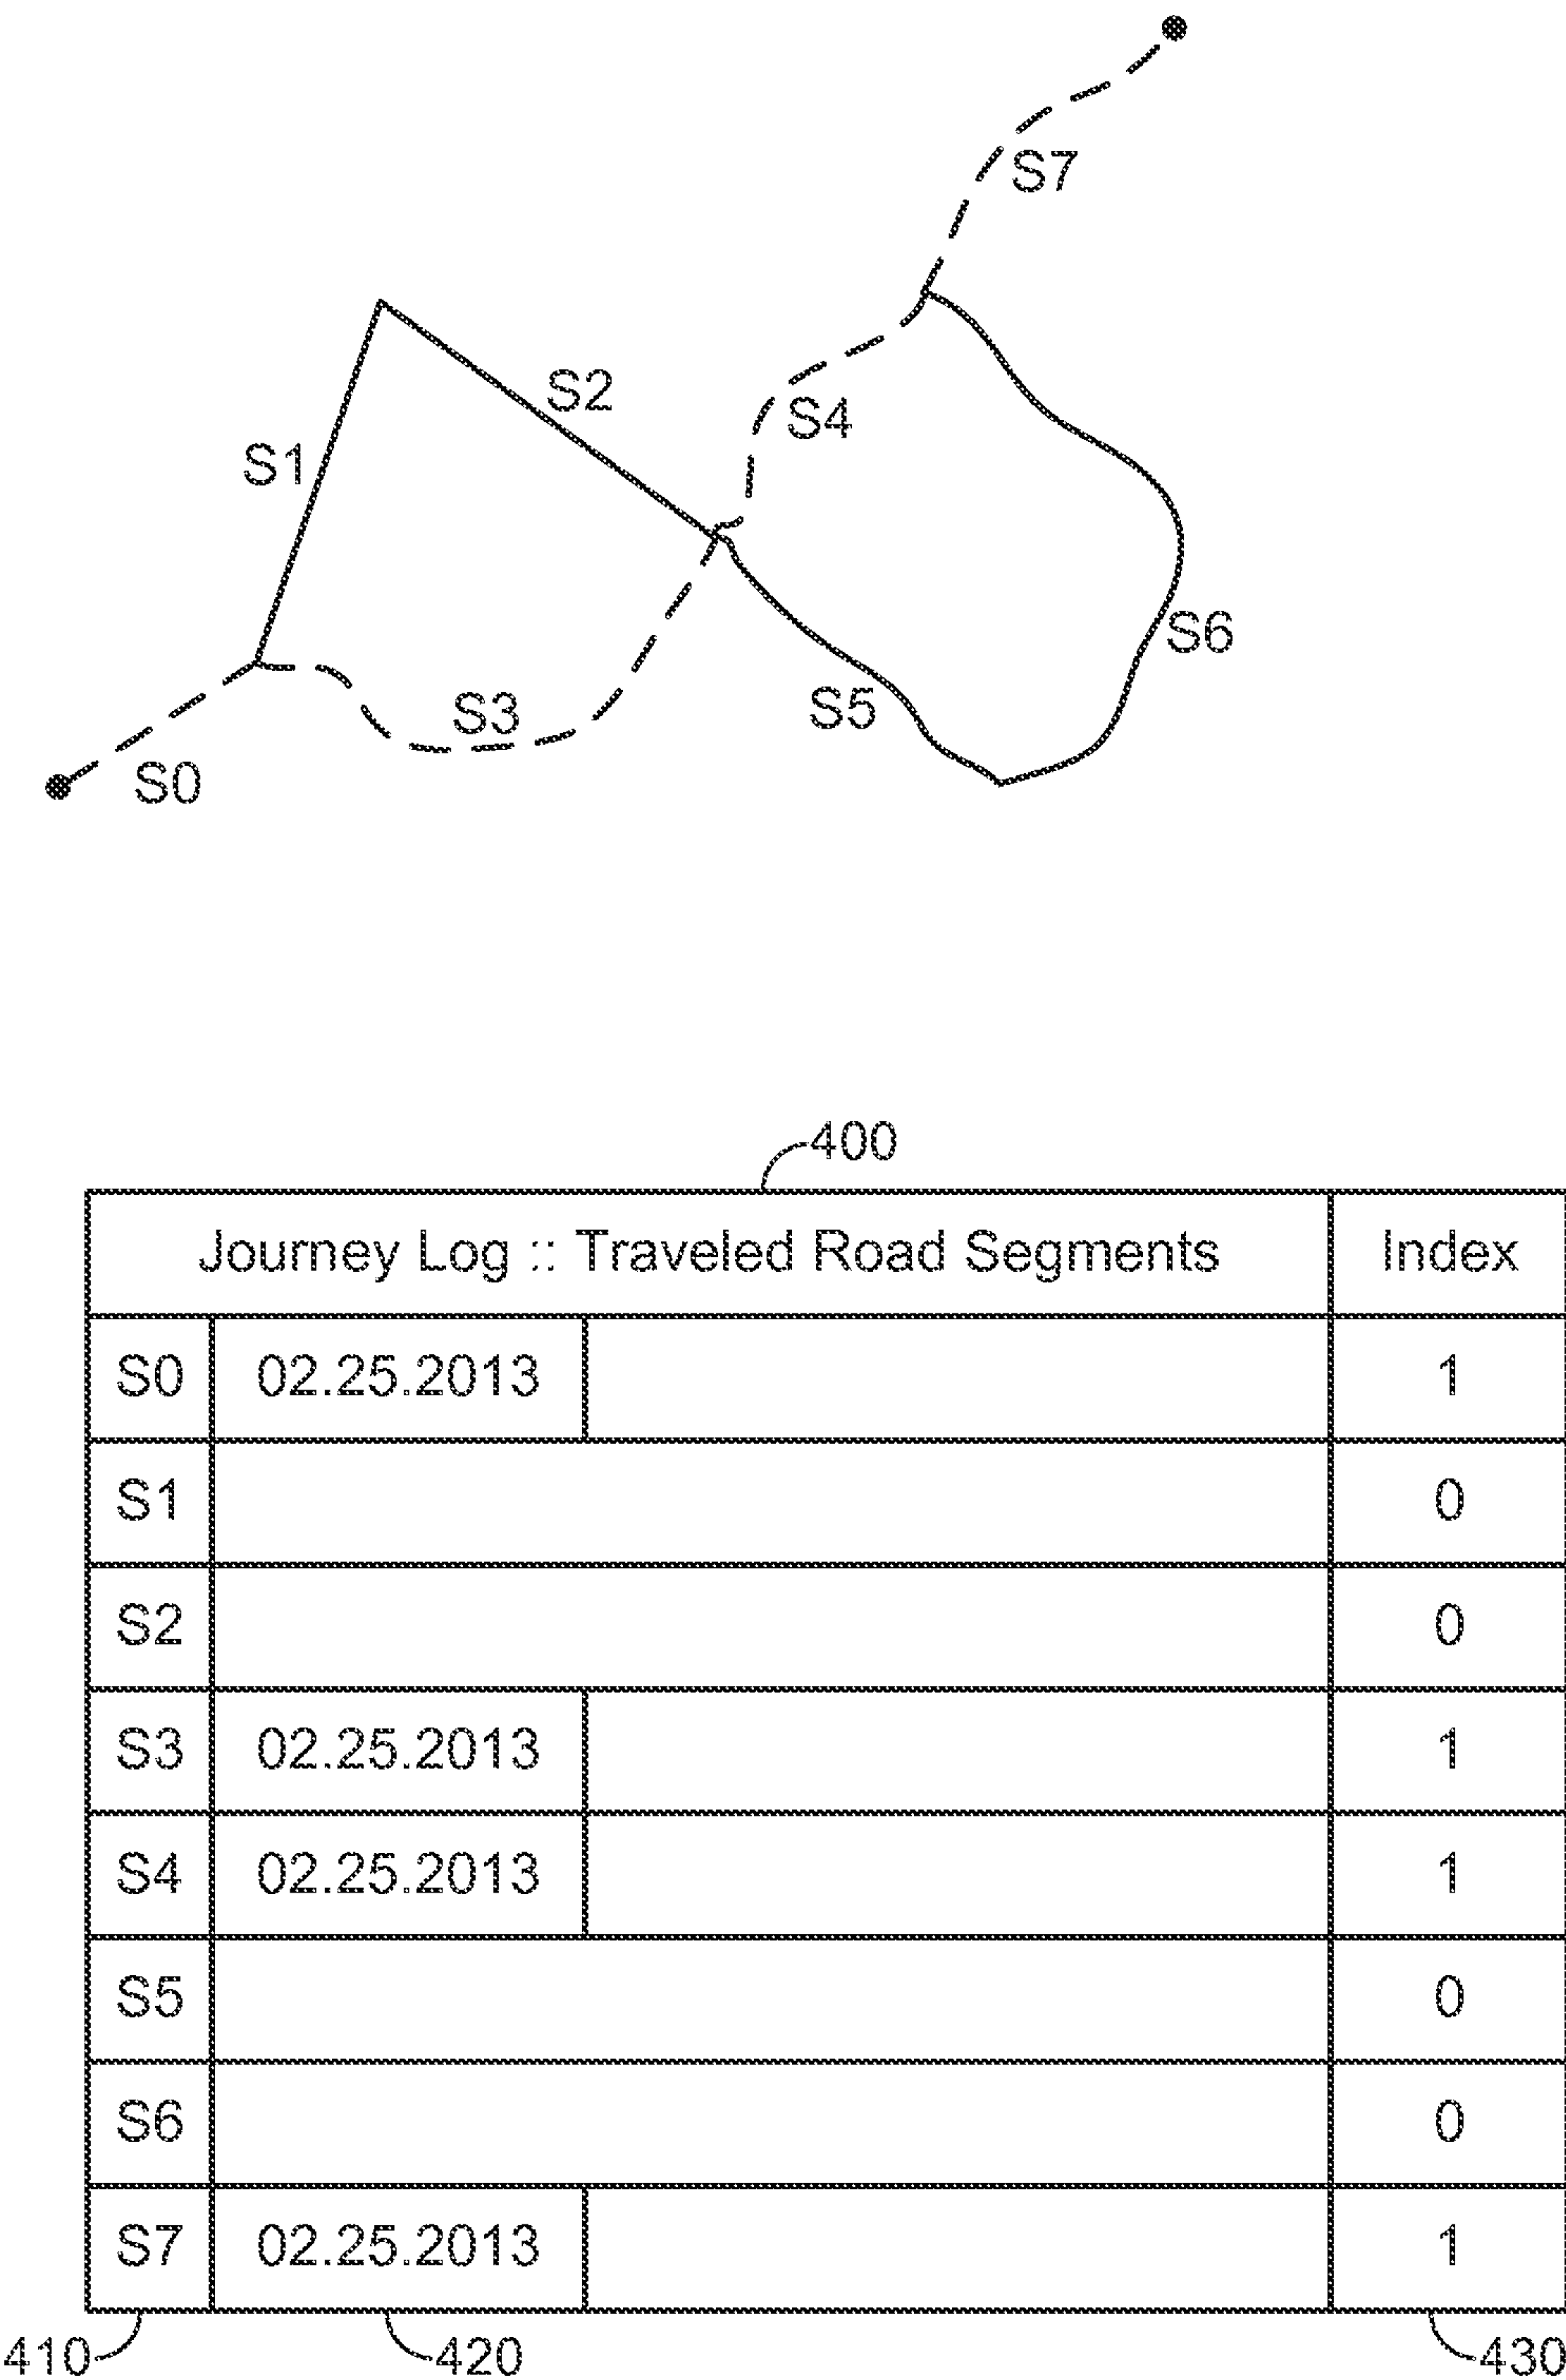 S7
S2
S4
S1
S6
S3
S5
S0
400
Journey Log :: Traveled Road Segments Index
S0 02.25.2013 1
S1 0
S2 0
S3 02.25.2013 1
S4 02.25.2013 1
S5 0
S6 0
S7 02.25.2013 1
410 420 430